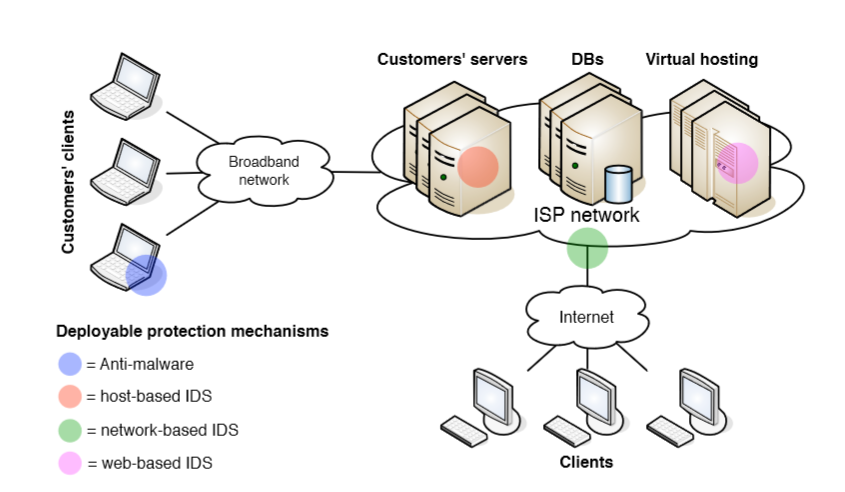 Customers' servers
DBs
Virtual hosting
Customers' clients
Broadband
network
ISP network
Internet
Deployable protection mechanisms
= Anti-malware
= host-based IDS
= network-based IDS
= web-based IDS
Clients